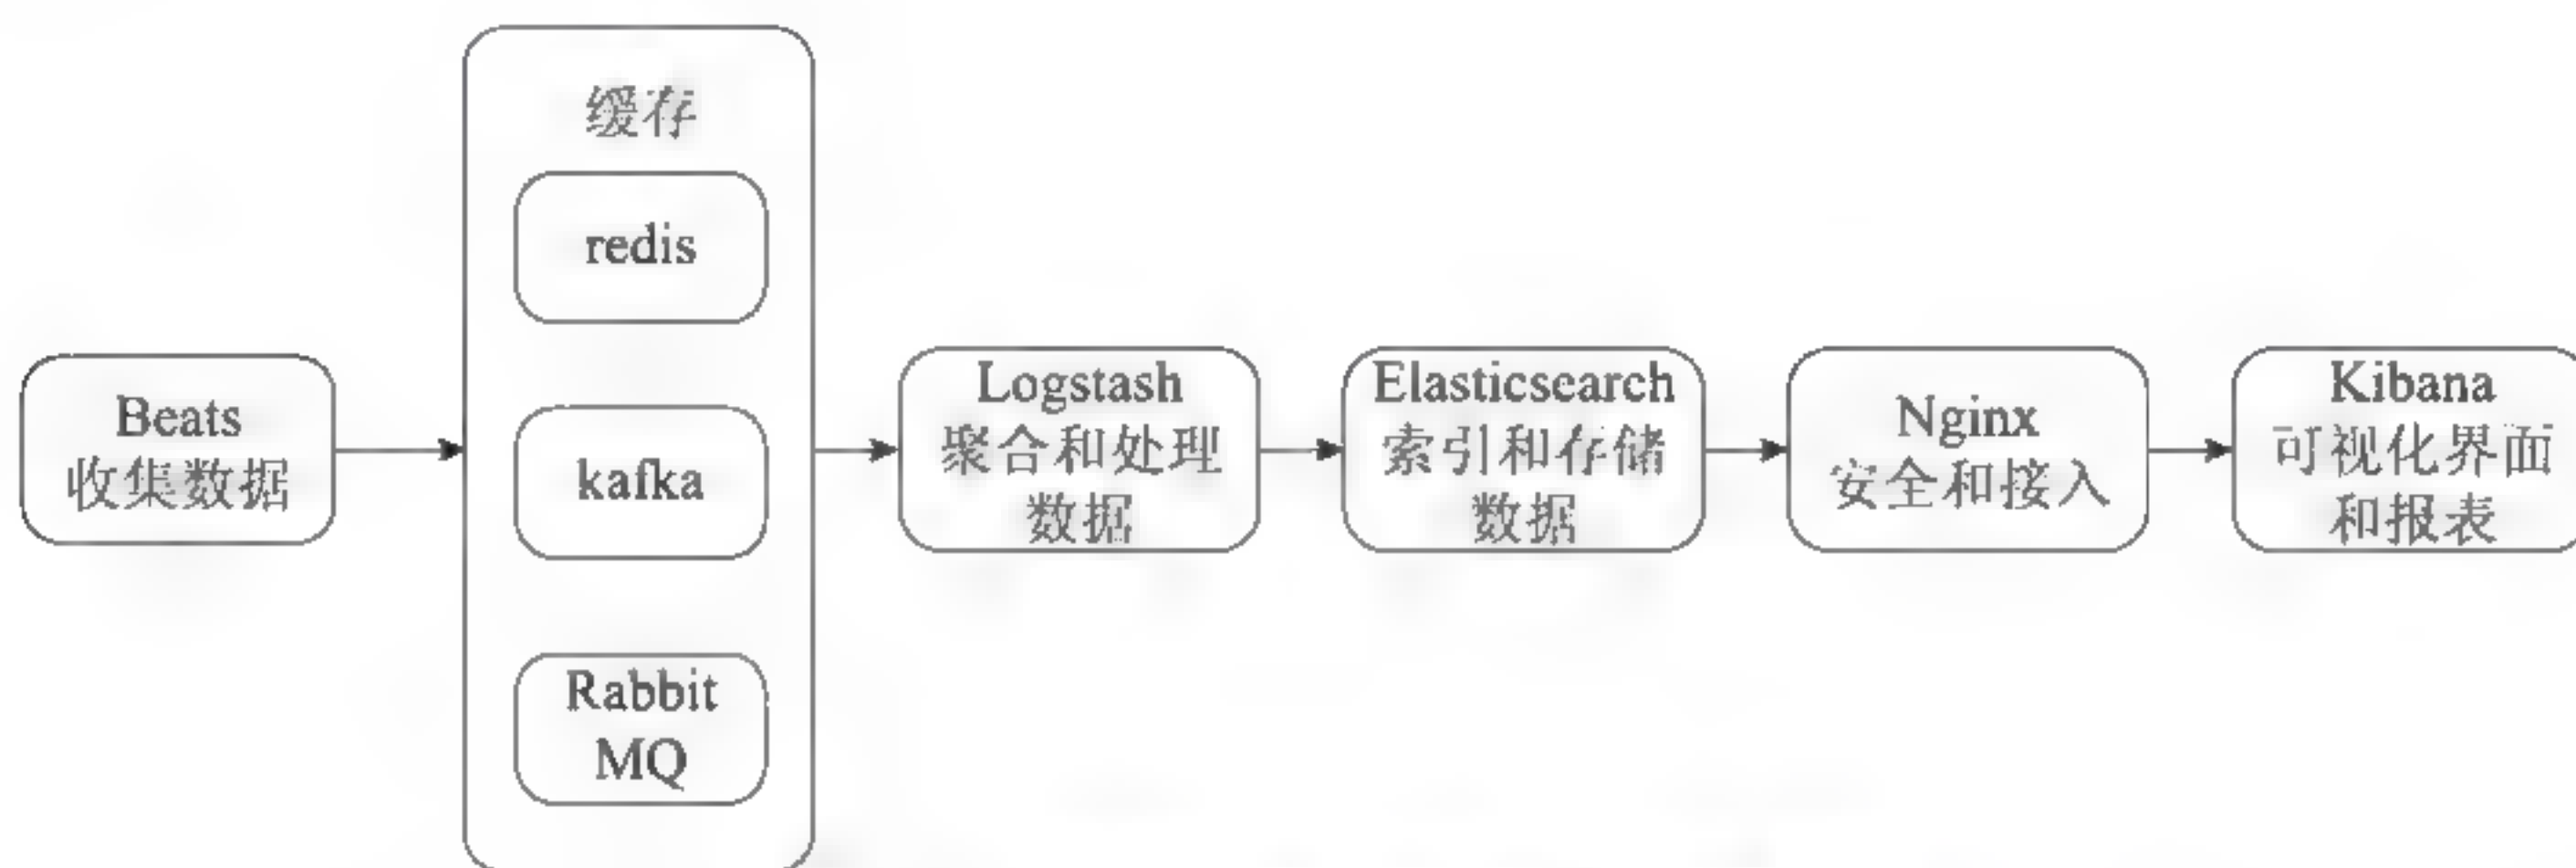 Beats
收集数据
缓存
redis
kafka
Rabbit
MQ
Logstash
聚合和处理
数据
Elasticsearch
索引和存储
数据
Nginx
安全和接入
Kibana
可视化界面
和报表